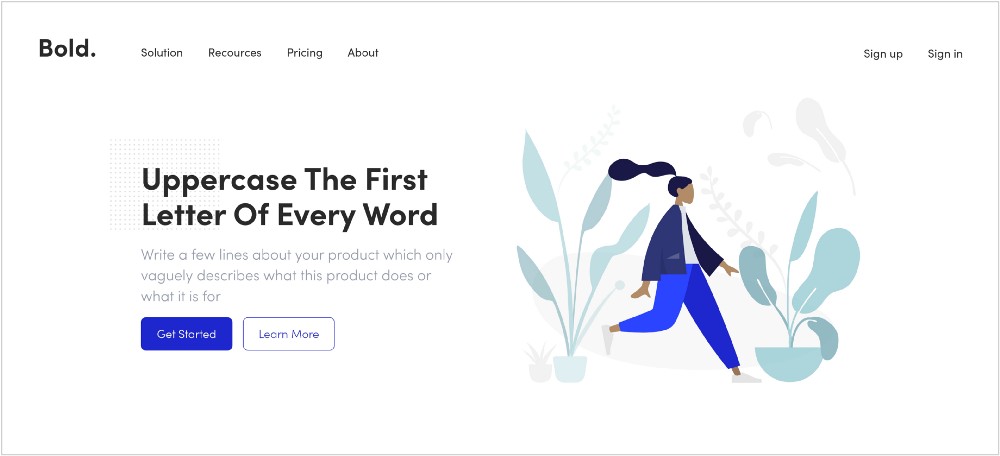 Bold.
Solution Recources Pricing About
Sign up Sign in
Uppercase The First
Letter Of Every Word
Write a few lines about your product which only
vaguely describes what this product does or
what it is for
Get Started Learn More